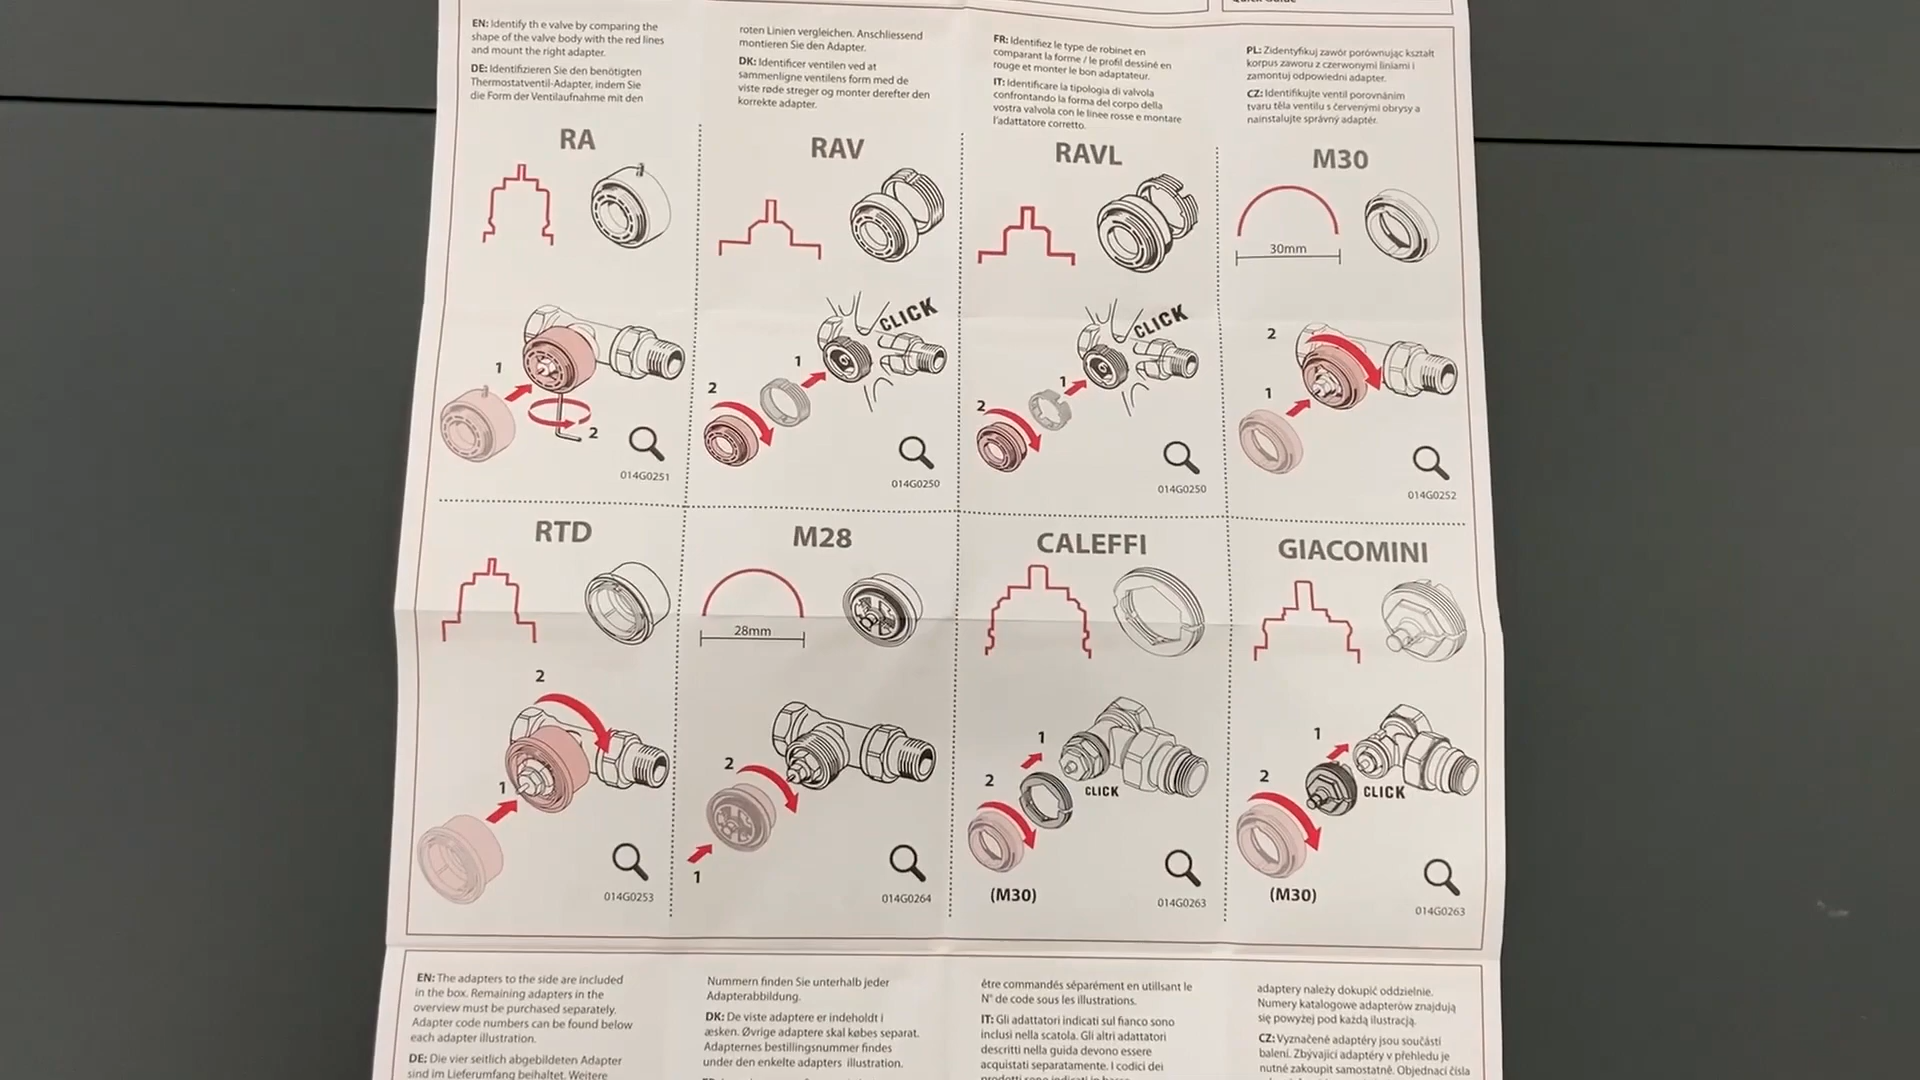 EN: Identify th e valve by comparing the
shape of the valve body with the red lines
and mount the right adapter.
DE: Identifizieren Sie den benötigten
Thermostatventil-Adapter, indem Sie
die Form der Ventilaufnahme mit den
roten Linien vergleichen. Anschliessend
montieren Sie den Adapter.
DK: Identificer ventilen ved at
sammenligne ventilens form med de
viste røde streger og monter derefter den
korrekte adapter.
FR: Identifiez le type de robinet en
comparant la forme / le profil dessiné en
rouge et monter le bon adaptateur.
IT: Identificare la tipologia di valvola
confrontando la forma del corpo della
vostra valvola con le linee rosse e montare
l'adattatore corretto.
PL: Zidentyfikuj zawór porównując kształt
korpus zaworu z czerwonymi liniami i
zamontuj odpowiedni adapter.
CZ: Identifikujte ventil porovnáním
tvaru těla ventilu s červenými obrysy a
nainstalujte správný adaptér.
RA
1
2
014G0251
RAV
CLICK
1
2
014G0250
RAVL
CLICK
1
2
014G0250
M30
30mm
2
1
014G0252
RTD
2
1
014G0253
M28
28mm
2
1
014G0264
CALEFFI
1
2
CLICK
(M30)
014G0263
GIACOMINI
1
2
CLICK
(M30)
014G0263
EN: The adapters to the side are included
in the box. Remaining adapters in the
overview must be purchased separately.
Adapter code numbers can be found below
each adapter illustration.
DE: Die vier seitlich abgebildeten Adapter
sind im Lieferumfang beihaltet. Weitere
Nummern finden Sie unterhalb jeder
Adapterabbildung.
DK: De viste adaptere er indeholdt i
æsken. Øvrige adaptere skal købes separat.
Adapternes bestillingsnummer findes
under den enkelte adapters illustration.
être commandés séparément en utilsant le
N° de code sous les illustrations.
IT: Gli adattatori indicati sul fianco sono
inclusi nella scatola. Gli altri adattatori
descritti nella guida devono essere
acquistati separatamente. I codici dei
adaptery należy dokupić oddzielnie.
Numery katalogowe adapterów znajdują
się powyżej pod każdą ilustracją.
CZ: Vyznačené adaptéry jsou součástí
balení. Zbývající adaptéry v přehledu je
nutné zakoupit samostatně. Objednací čísla